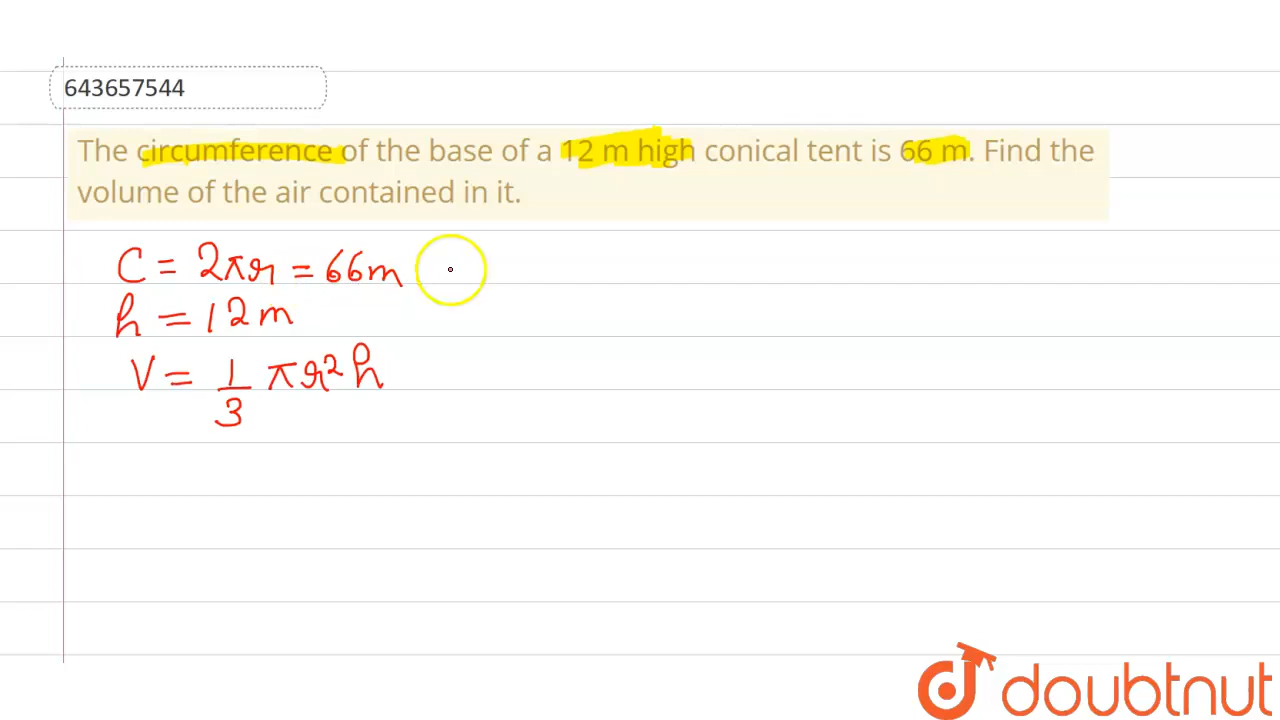 643657544
The circumference of the base of a 12 m high conical tent is 66 m. Find the
volume of the air contained in it.
C = 2πr = 66m
h = 12m
V = 1/3 πr²h
doubtnut